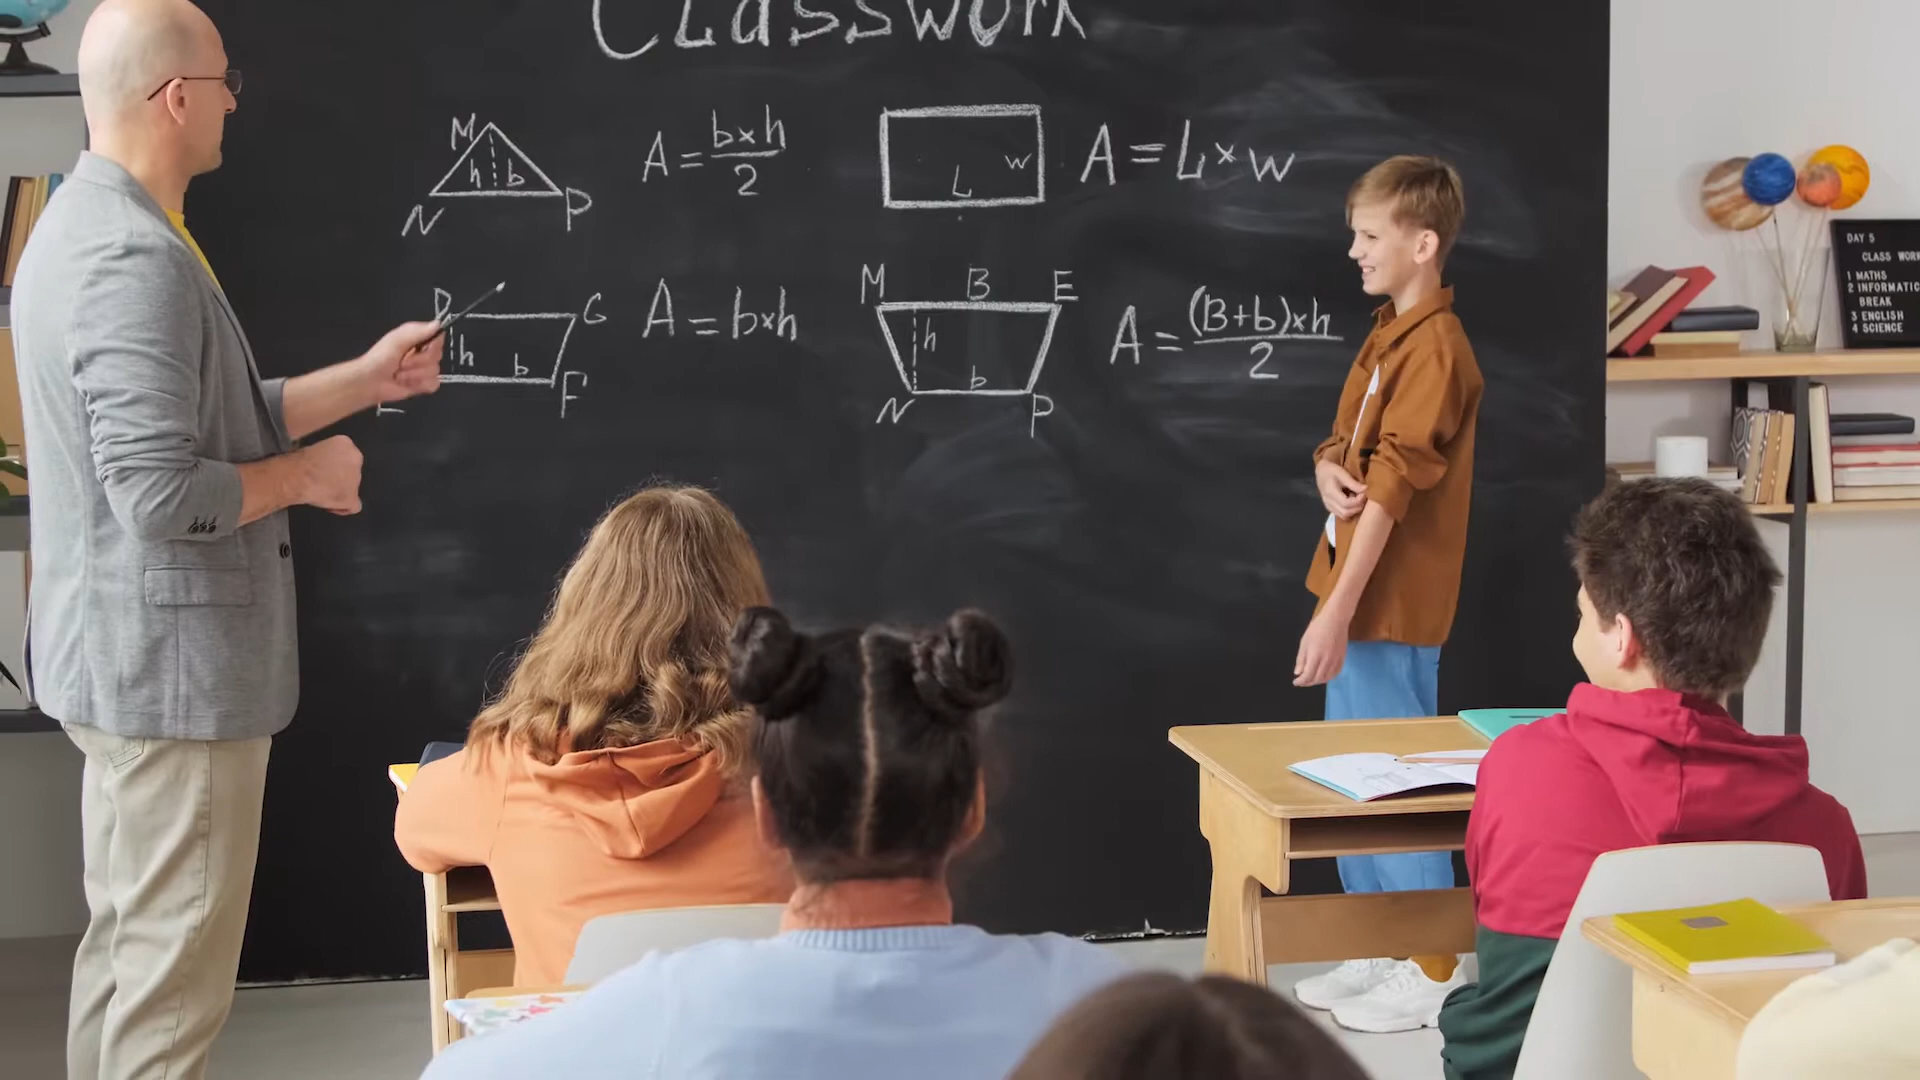 Classwork
M
h b
N P
A = b×h / 2
w
L
A = L×w
D G
h b
F
A = b×h
M B E
h
b
N P
A = (B+b)×h / 2
DAY 5
CLASS WORK
1 MATHS
2 INFORMATIC
BREAK
3 ENGLISH
4 SCIENCE